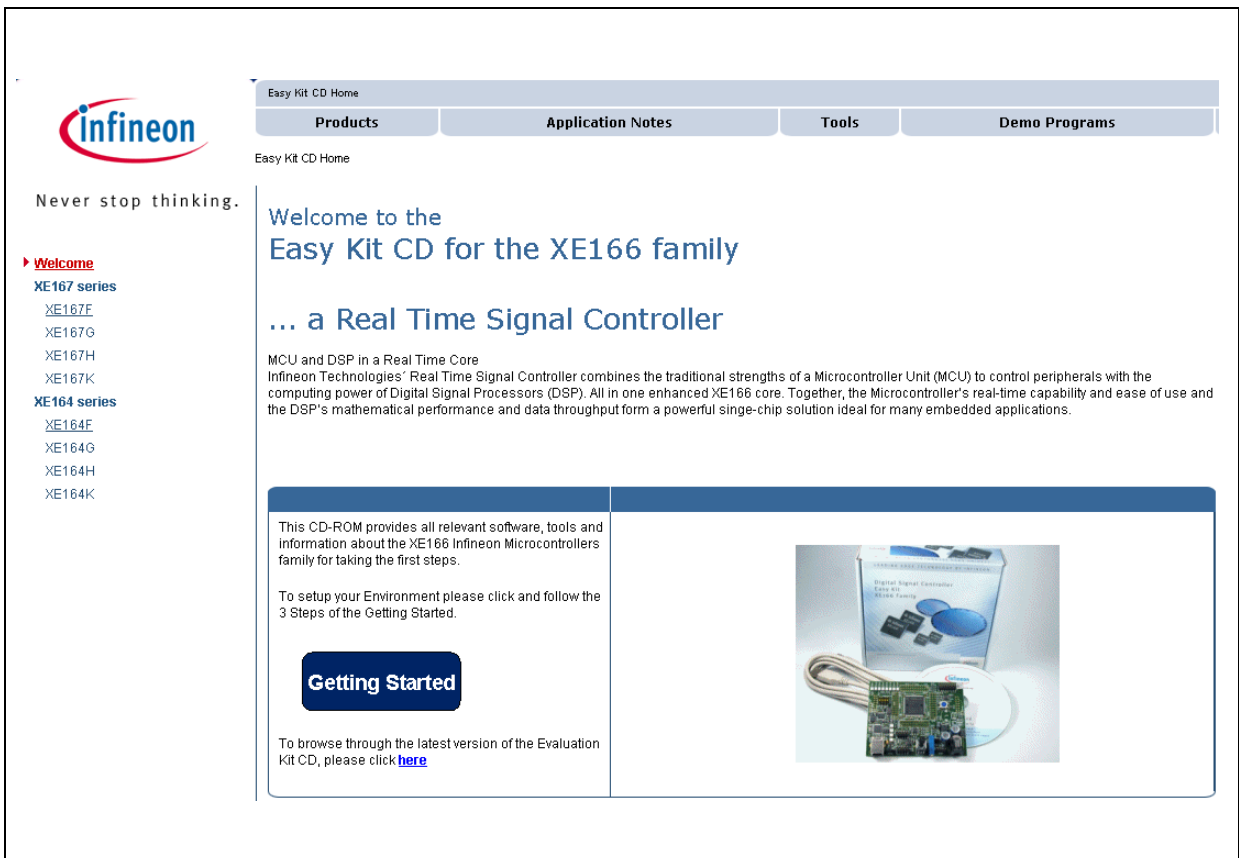 Easy Kit CD Home
infineon
Products Application Notes Tools Demo Programs
Easy Kit CD Home
Never stop thinking.
Welcome
XE167 series
XE167F
XE167G
XE167H
XE167K
XE164 series
XE164F
XE164G
XE164H
XE164K
Welcome to the
Easy Kit CD for the XE166 family
... a Real Time Signal Controller
MCU and DSP in a Real Time Core
Infineon Technologies´ Real Time Signal Controller combines the traditional strengths of a Microcontroller Unit (MCU) to control peripherals with the
computing power of Digital Signal Processors (DSP). All in one enhanced XE166 core. Together, the Microcontroller's real-time capability and ease of use and
the DSP's mathematical performance and data throughput form a powerful singe-chip solution ideal for many embedded applications.
This CD-ROM provides all relevant software, tools and
information about the XE166 Infineon Microcontrollers
family for taking the first steps.
To setup your Environment please click and follow the
3 Steps of the Getting Started.
Getting Started
To browse through the latest version of the Evaluation
Kit CD, please click here
Digital Signal Controller
Easy Kit
XE166 Family
infineon